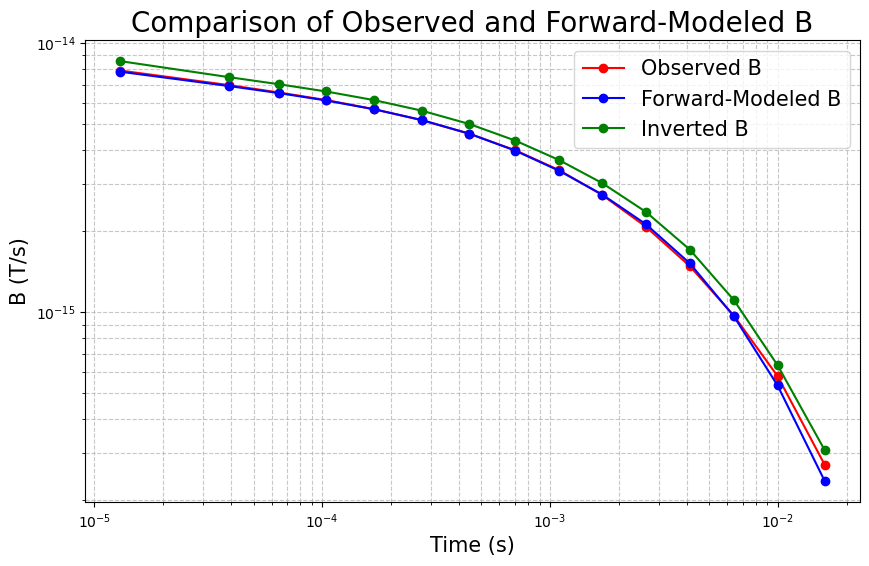 Comparison of Observed and Forward-Modeled B
10⁻¹⁴
10⁻¹⁵
B (T/s)
Observed B
Forward-Modeled B
Inverted B
10⁻⁵
10⁻⁴
10⁻³
10⁻²
Time (s)